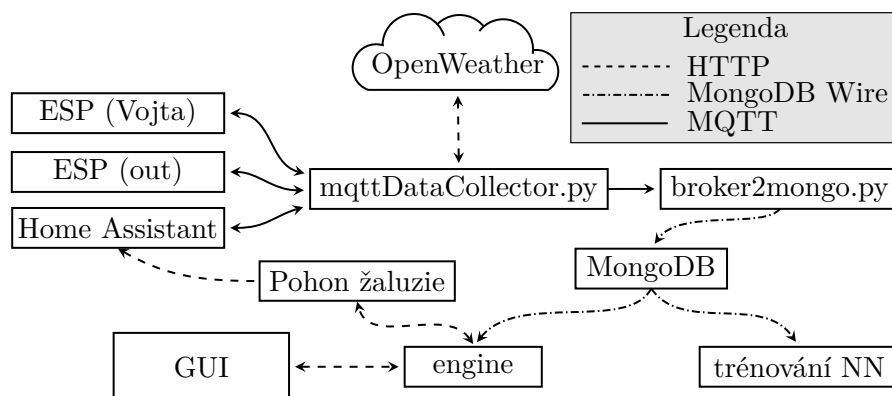 OpenWeather
Legenda
HTTP
MongoDB Wire
MQTT
ESP (Vojta)
ESP (out)
Home Assistant
mqttDataCollector.py
broker2mongo.py
MongoDB
Pohon žaluzie
GUI
engine
trénování NN